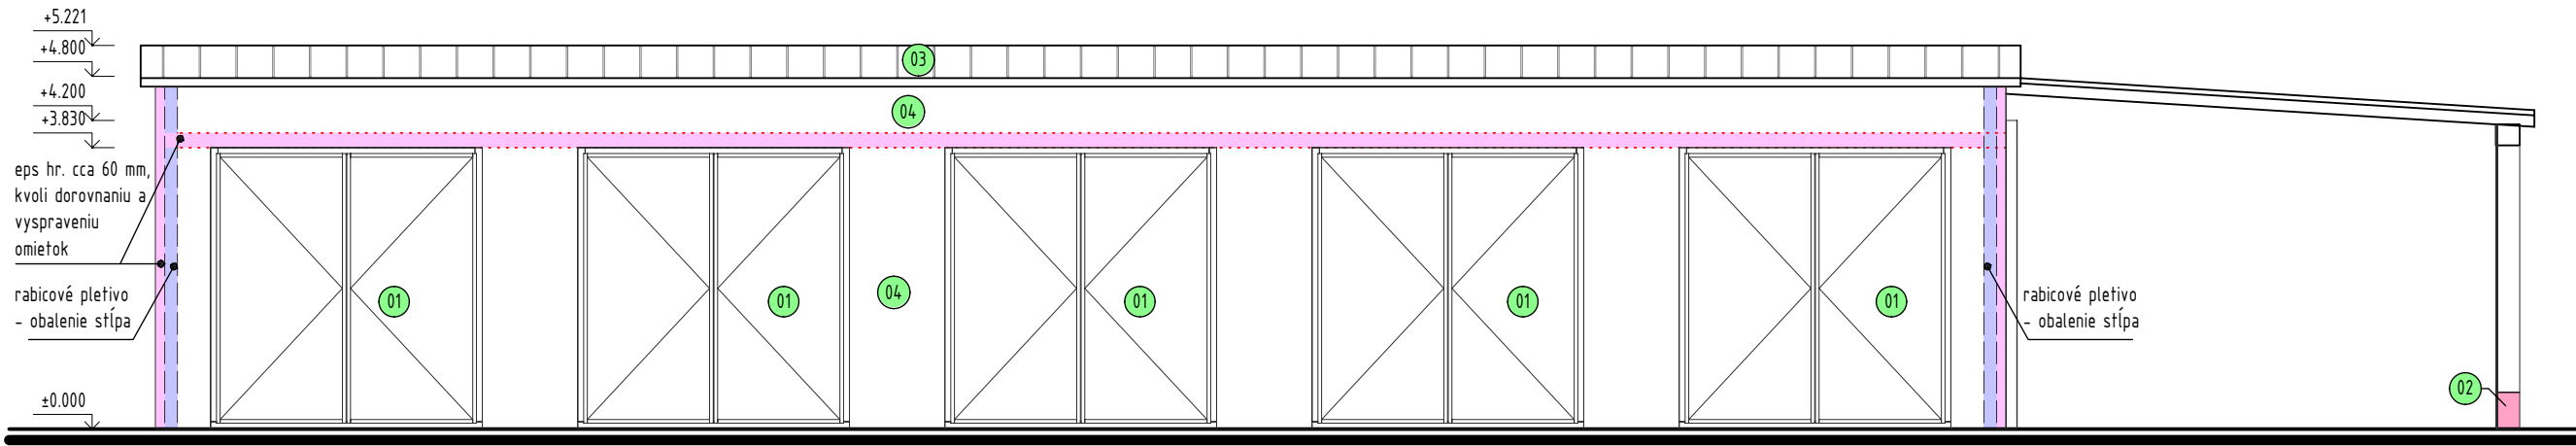 +5.221
+4.800
03
+4.200
04
+3.830
eps hr. cca 60 mm,
kvoli dorovnaniu a
vyspraveniu
omietok
rabicové pletivo
- obalenie stĺpa
01
01
04
01
01
01
rabicové pletivo
- obalenie stĺpa
02
±0.000